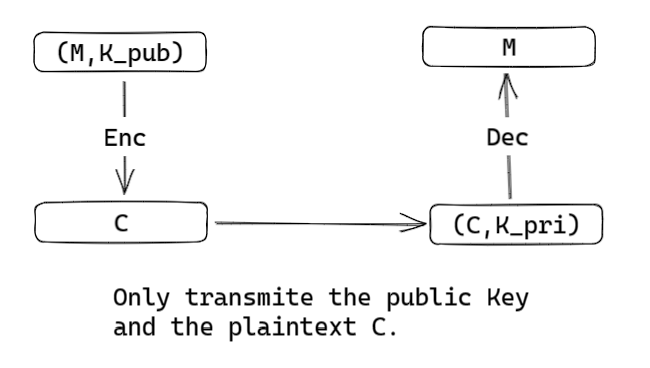 (M,K_pub)
M
Enc
Dec
C
(C,K_pri)
Only transmite the public Key
and the plaintext C.